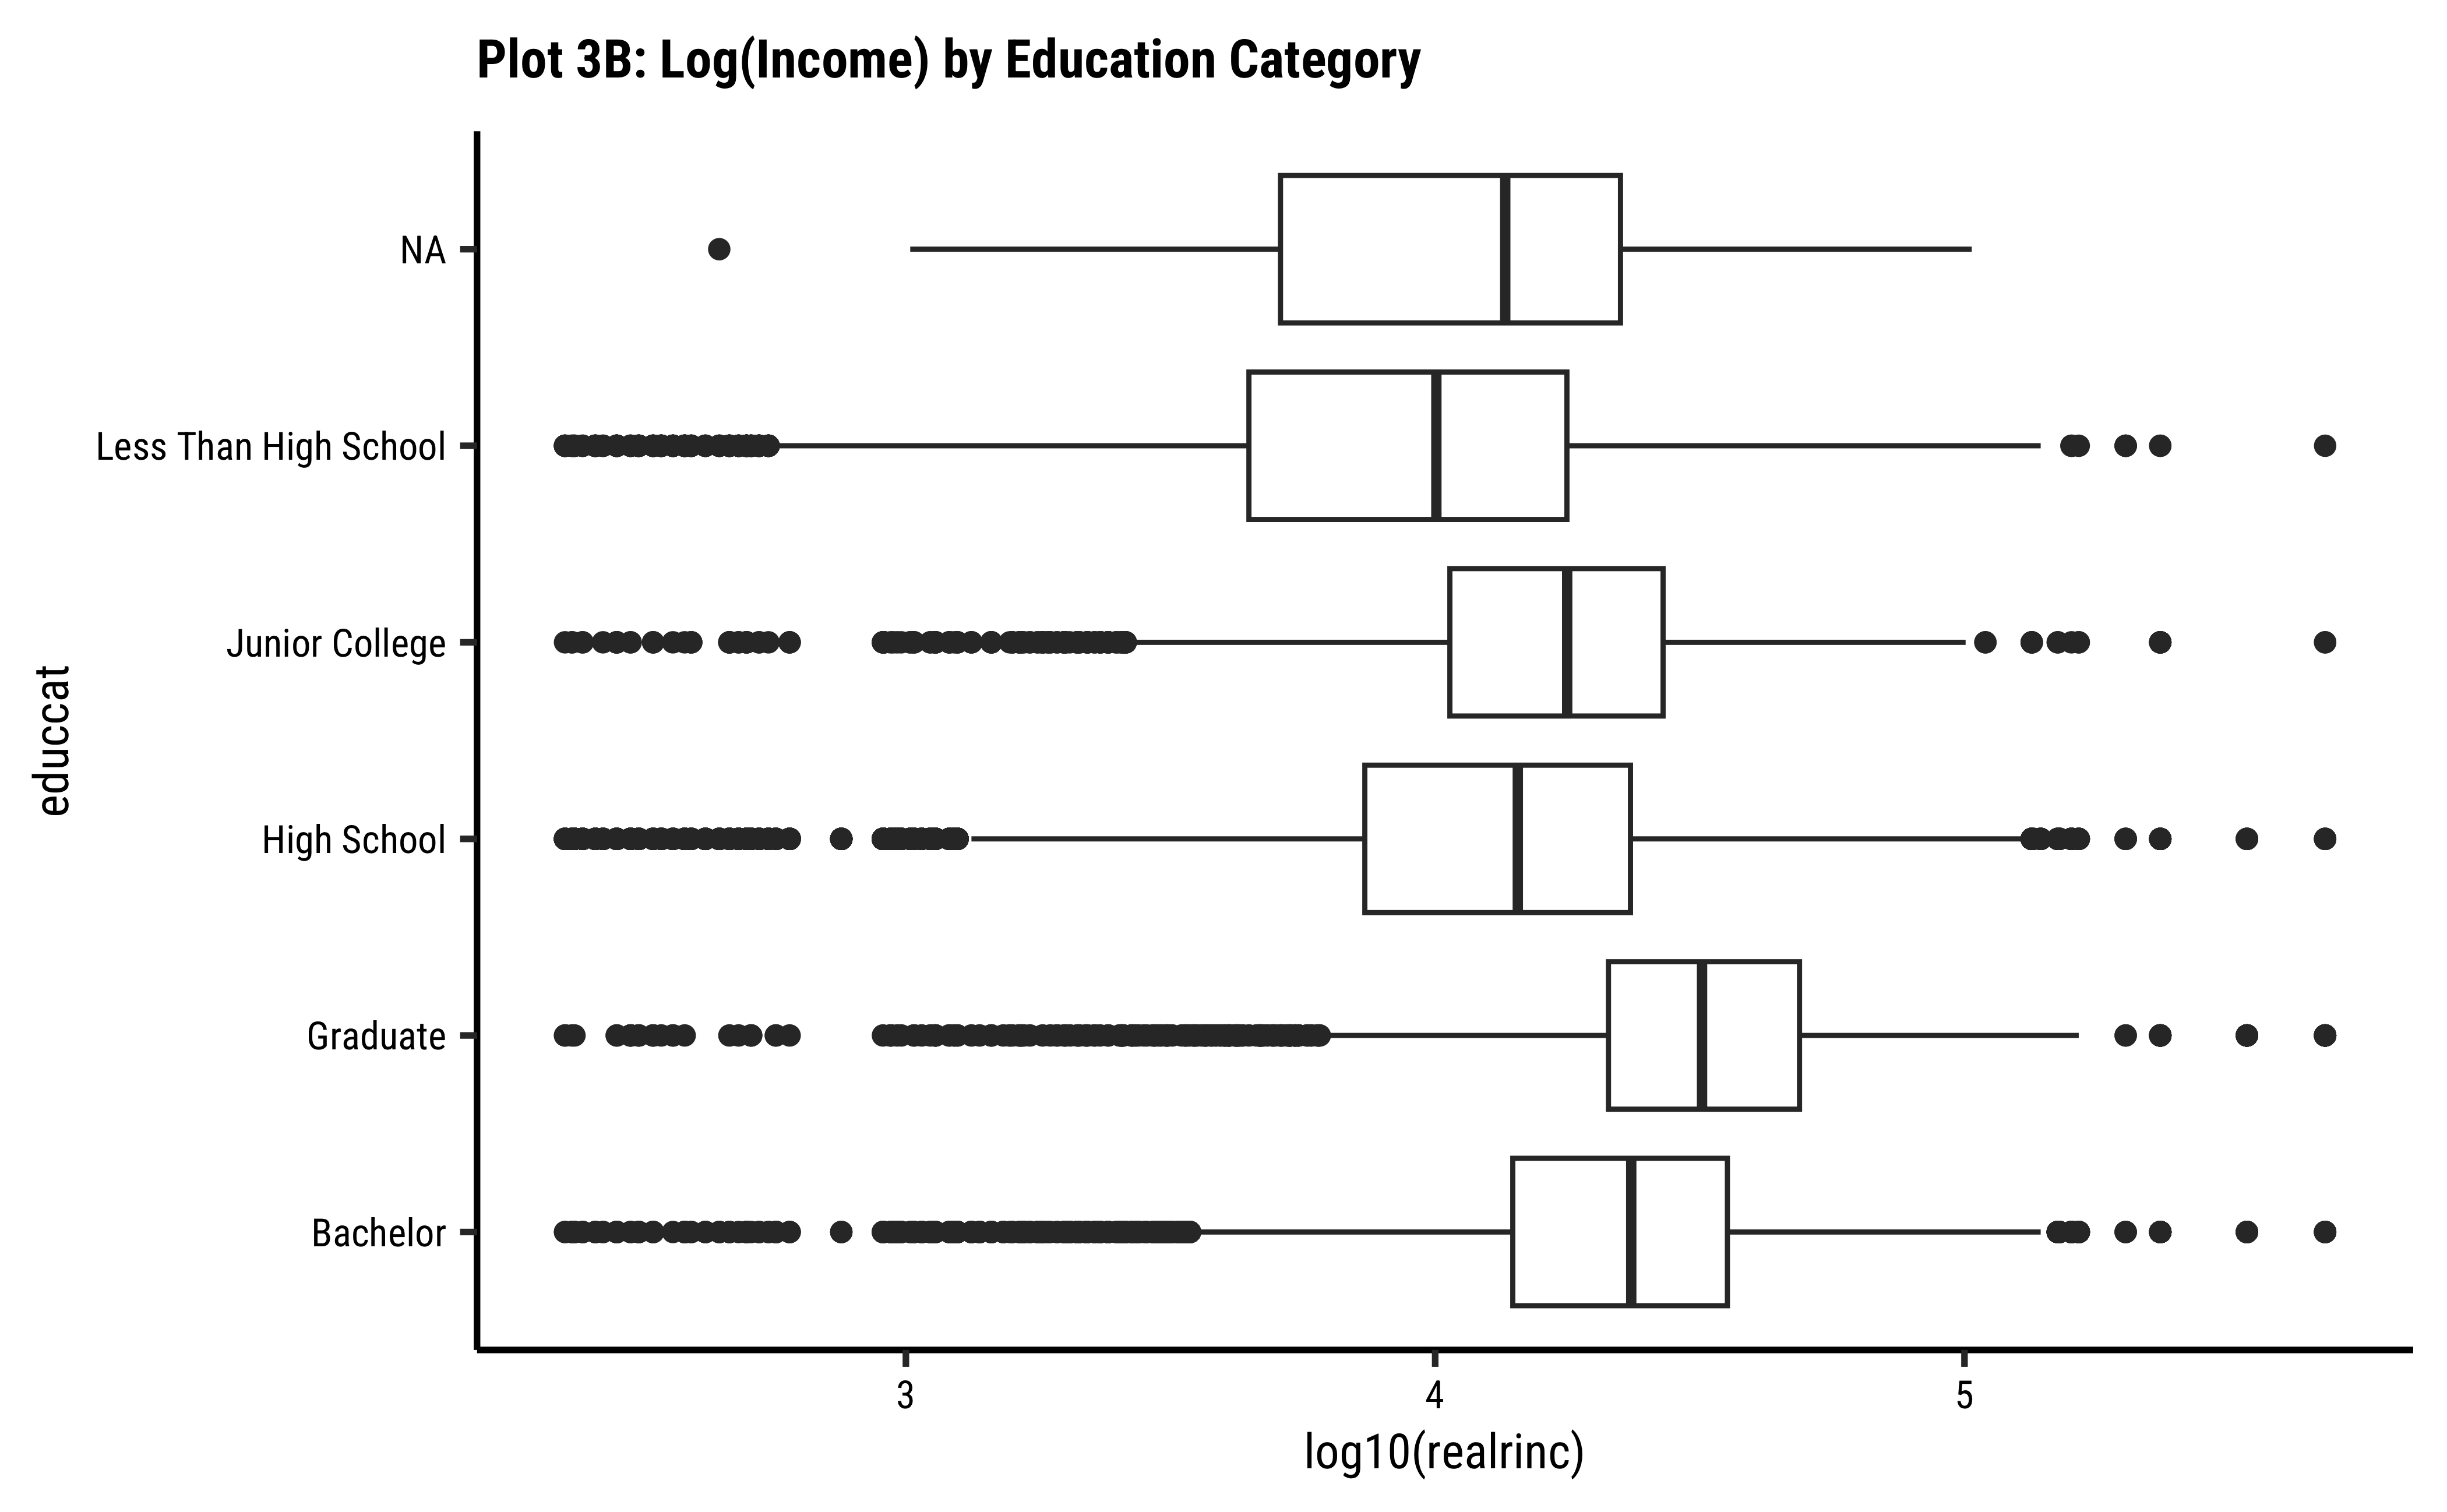 Plot 3B: Log(Income) by Education Category
educcat
NA
Less Than High School
Junior College
High School
Graduate
Bachelor
3 4 5
log10(realrinc)